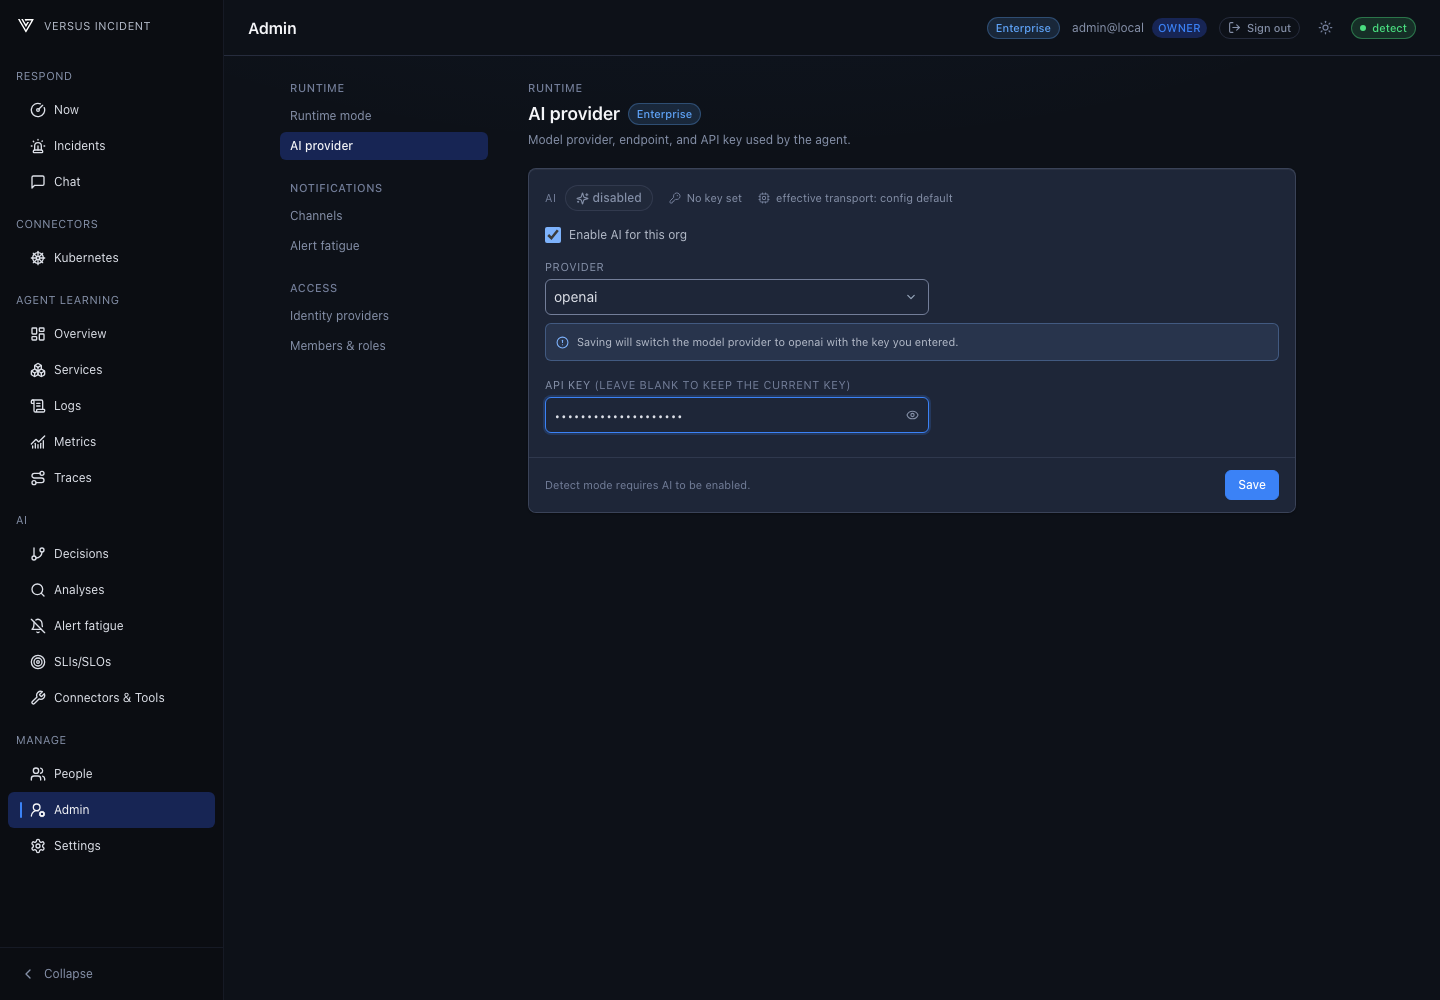 VERSUS INCIDENT
RESPOND
Now
Incidents
Chat
CONNECTORS
Kubernetes
AGENT LEARNING
Overview
Services
Logs
Metrics
Traces
AI
Decisions
Analyses
Alert fatigue
SLIs/SLOs
Connectors & Tools
MANAGE
People
Admin
Settings
Collapse
Admin
Enterprise
admin@local
OWNER
Sign out
detect
RUNTIME
Runtime mode
AI provider
NOTIFICATIONS
Channels
Alert fatigue
ACCESS
Identity providers
Members & roles
RUNTIME
AI provider
Enterprise
Model provider, endpoint, and API key used by the agent.
AI
disabled
No key set
effective transport: config default
Enable AI for this org
PROVIDER
openai
Saving will switch the model provider to openai with the key you entered.
API KEY (LEAVE BLANK TO KEEP THE CURRENT KEY)
••••••••••••••••••••
Detect mode requires AI to be enabled.
Save